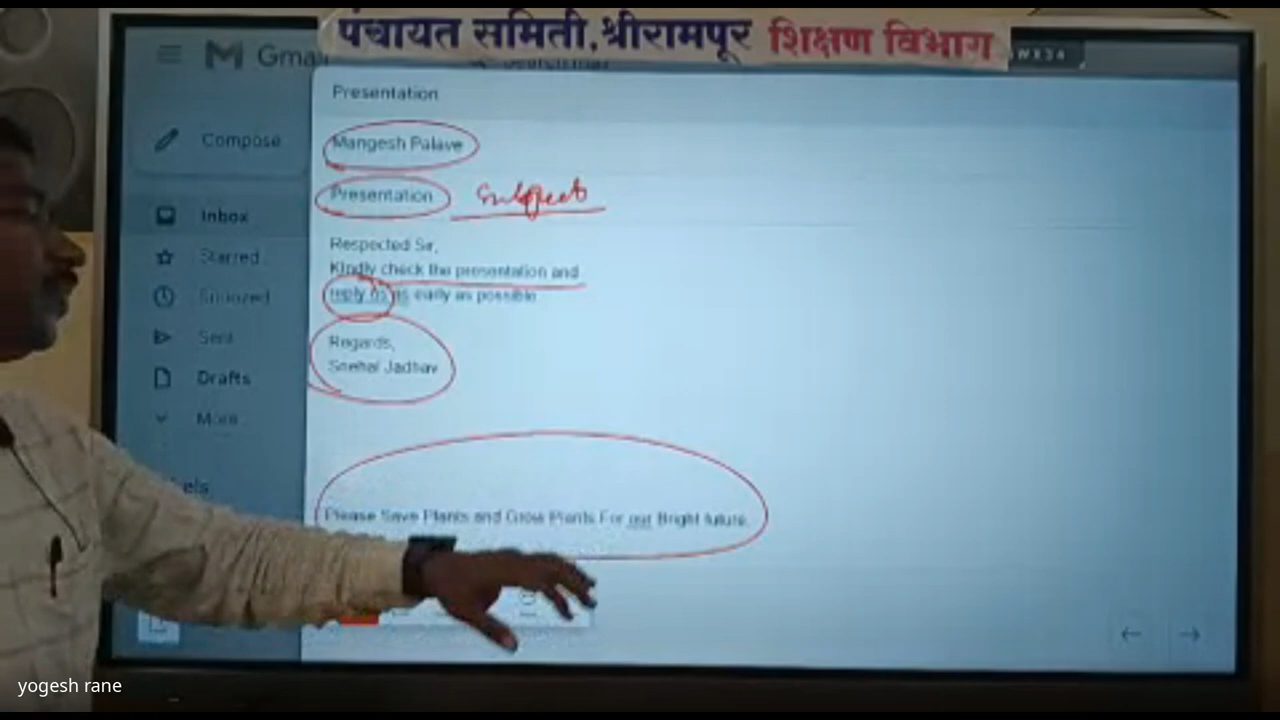 पंचायत समिती,श्रीरामपूर शिक्षण विभाग
Gmail
Presentation
Compose
Mangesh Palave
Presentation Subject
Inbox
Respected Sir,
Starred
Kindly check the presentation and
Snoozed
reply as as early as possible
Sent
Regards,
Snehal Jadhav
Drafts
More
Please Save Plants and Grow Plants For our Bright future.
yogesh rane